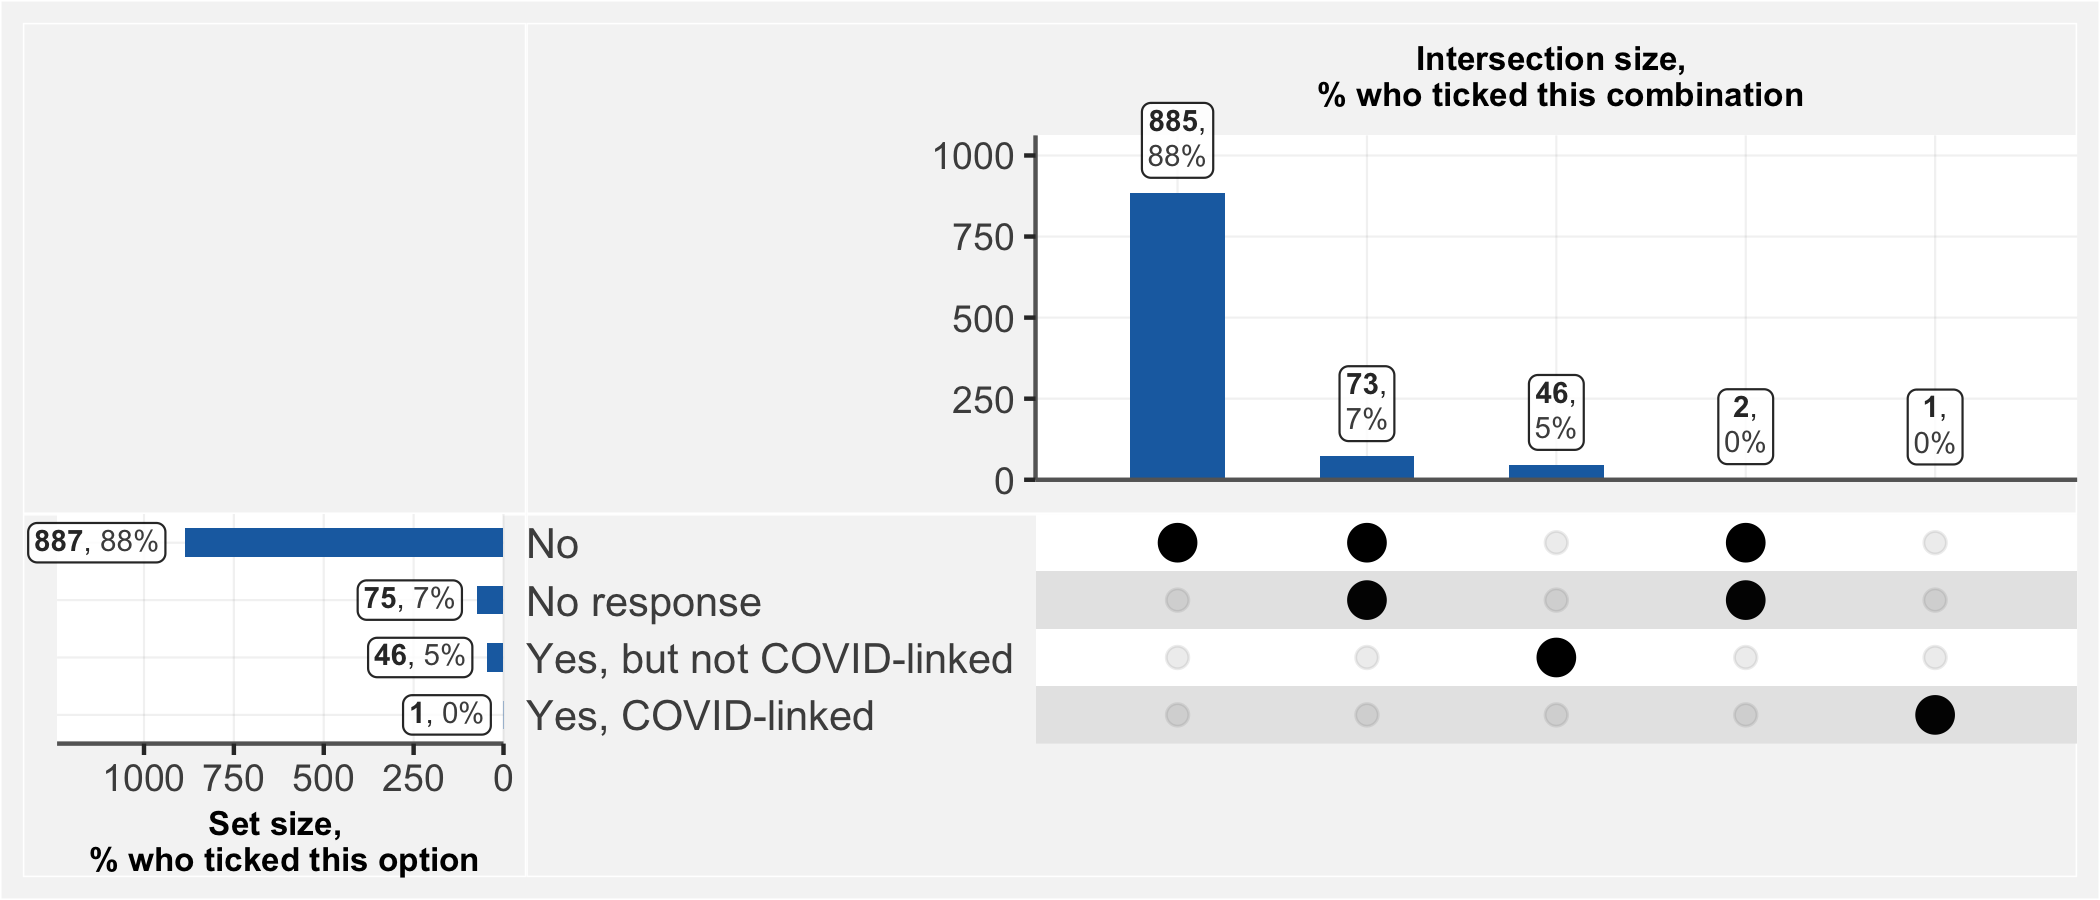 Intersection size,
% who ticked this combination
885,
88%
1000
750
500
250
0
73,
7%
46,
5%
2,
0%
1,
0%
887, 88%
No
75, 7%
No response
46, 5%
Yes, but not COVID-linked
1, 0%
Yes, COVID-linked
1000 750 500 250 0
Set size,
% who ticked this option